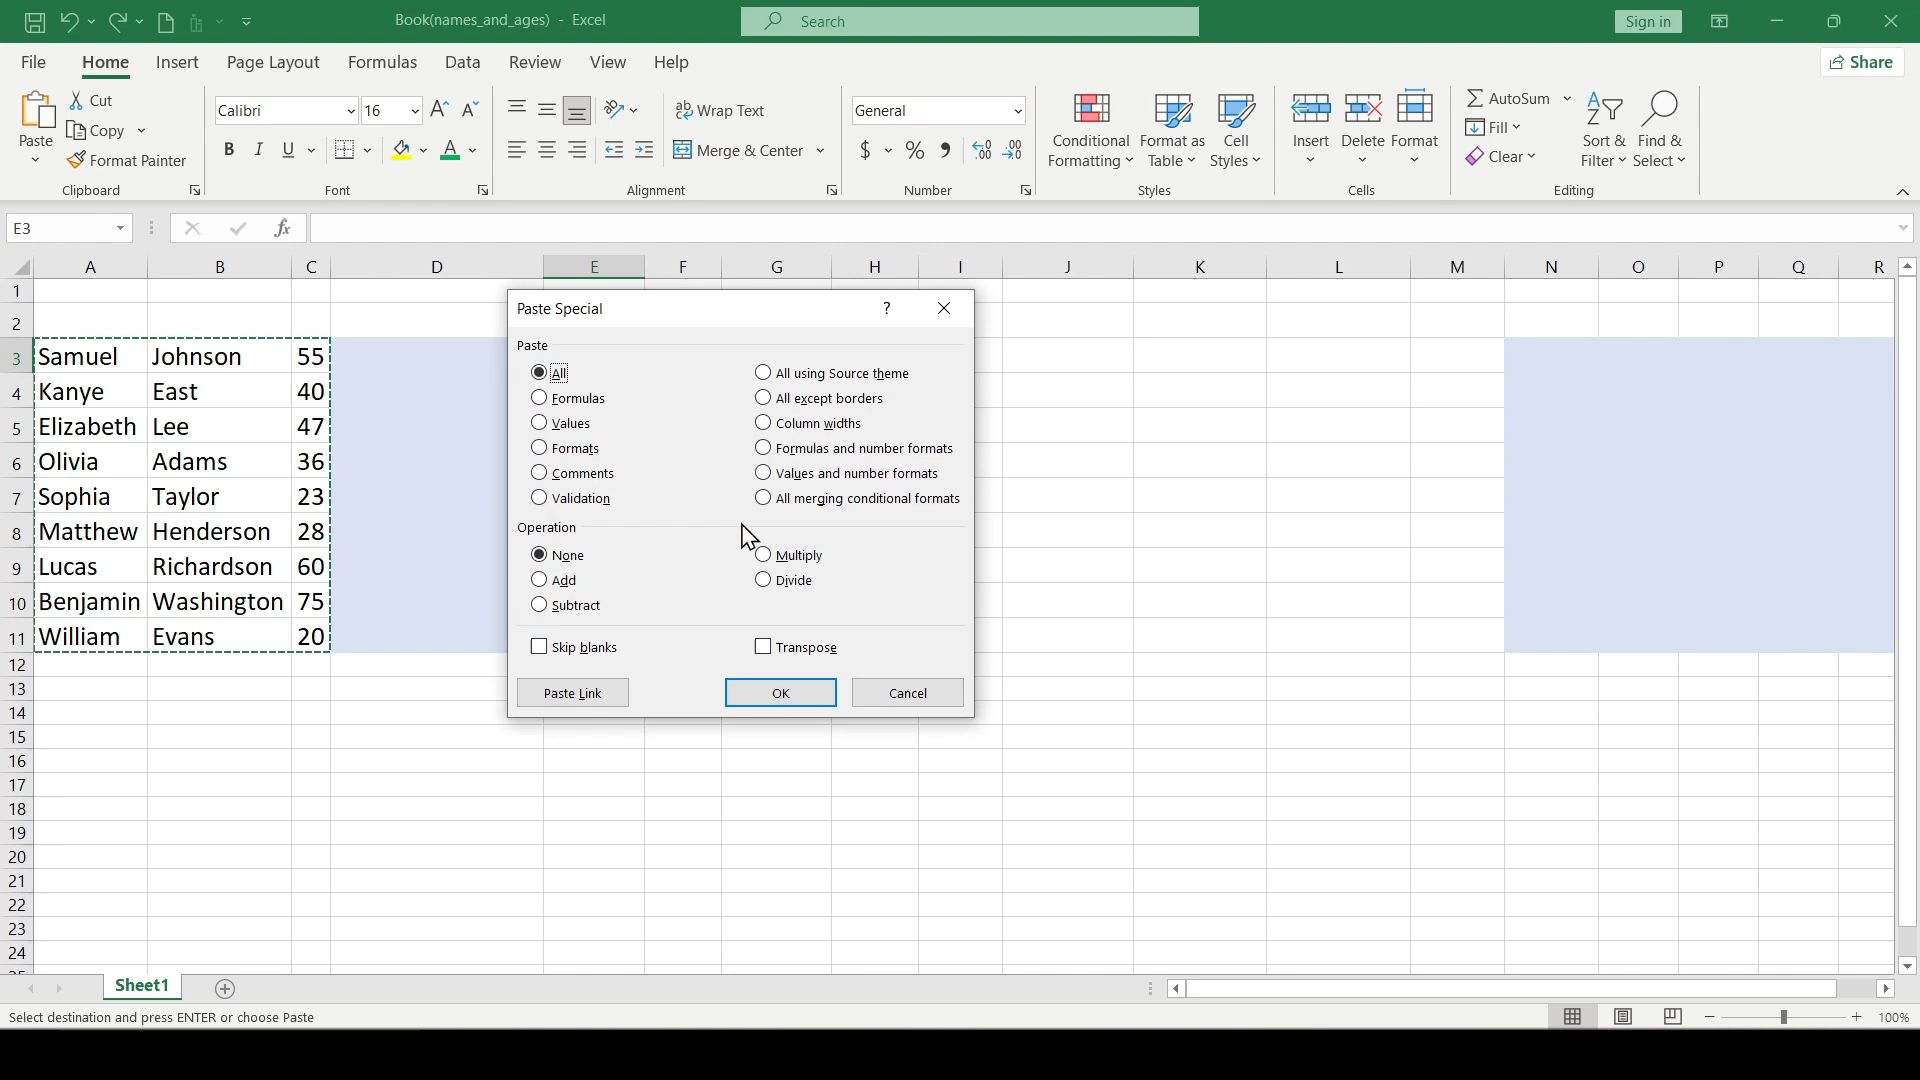 Book(names_and_ages) - Excel
Search
Sign in
File Home Insert Page Layout Formulas Data Review View Help
Share
Paste
Cut
Copy
Format Painter
Clipboard
Calibri 16
B I U A
Font
ab Wrap Text
Merge & Center
Alignment
General
$ % , .00 .00
Number
Conditional Formatting
Format as Table
Cell Styles
Styles
Insert Delete Format
Cells
AutoSum
Fill
Clear
Sort & Filter
Find & Select
Editing
E3 fx
A B C D E F G H I J K L M N O P Q R
1
2
3 Samuel Johnson 55
4 Kanye East 40
5 Elizabeth Lee 47
6 Olivia Adams 36
7 Sophia Taylor 23
8 Matthew Henderson 28
9 Lucas Richardson 60
10 Benjamin Washington 75
11 William Evans 20
12
13
14
15
16
17
18
19
20
21
22
23
24
Paste Special ?
Paste
All All using Source theme
Formulas All except borders
Values Column widths
Formats Formulas and number formats
Comments Values and number formats
Validation All merging conditional formats
Operation
None Multiply
Add Divide
Subtract
Skip blanks Transpose
Paste Link OK Cancel
Sheet1
Select destination and press ENTER or choose Paste
100%